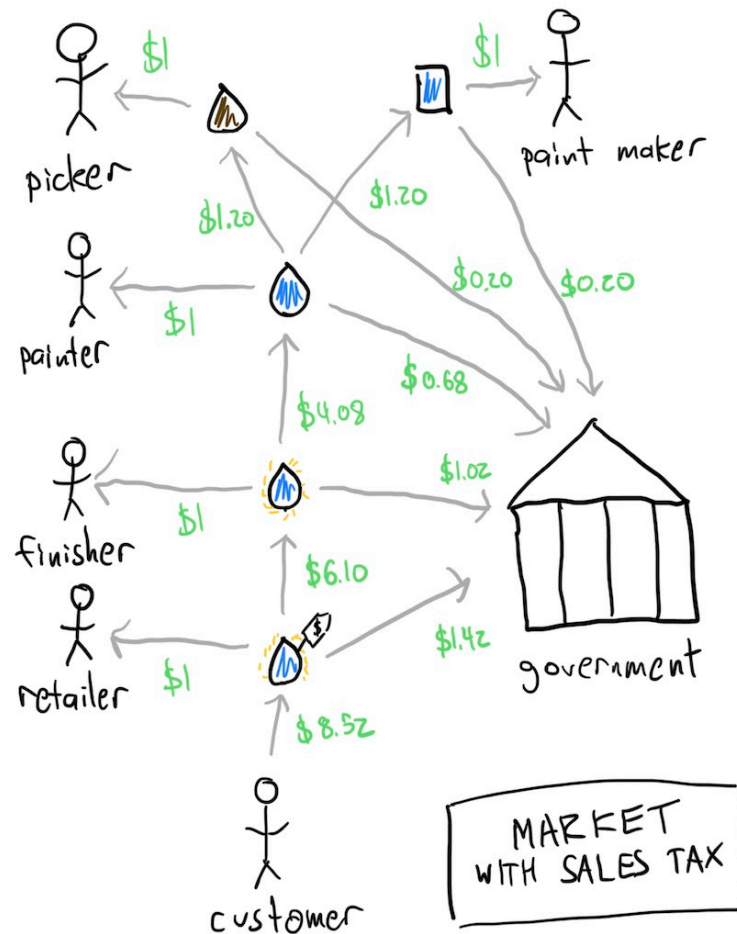 $1
$1
picker
paint maker
$1.20
$1.20
$0.20
$0.20
$1
painter
$0.68
$4.08
$1.02
$1
finisher
$6.10
$
$1.42
$1
retailer
government
$8.52
MARKET
WITH SALES TAX
customer